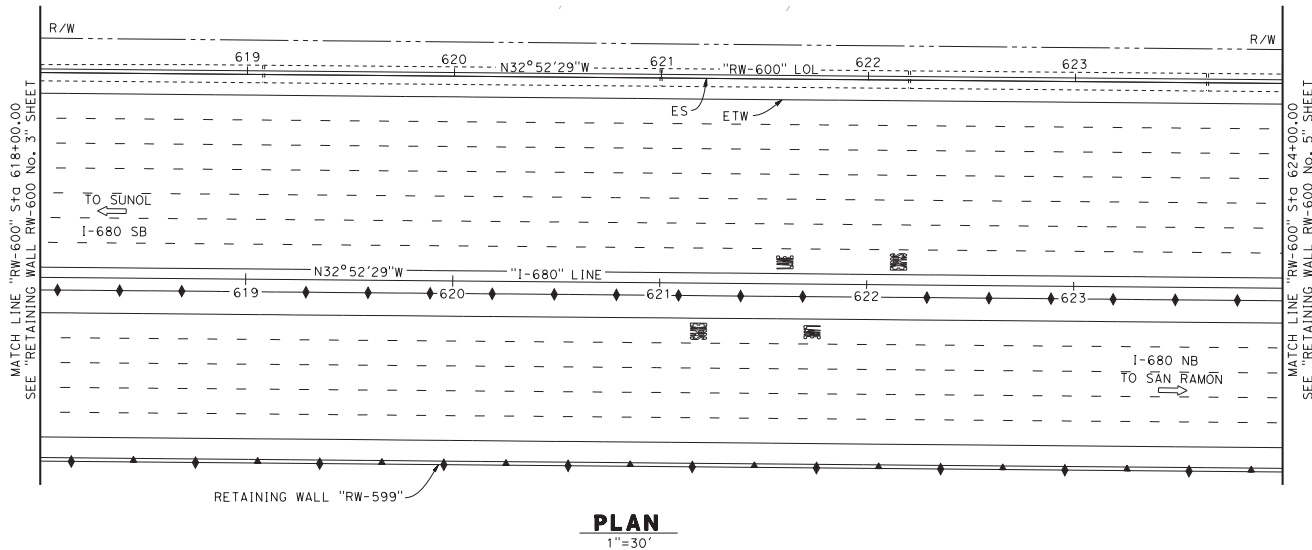 R/W
R/W
619 620 621 622 623
N32°52'29"W "RW-600" LOL
ES
ETW
MATCH LINE "RW-600" Sta 618+00.00
SEE "RETAINING WALL RW-600 No. 3" SHEET
MATCH LINE "RW-600" Sta 624+00.00
SEE "RETAINING WALL RW-600 No. 5" SHEET
TO SUNOL
I-680 SB
N32°52'29"W "I-680" LINE
619 620 621 622 623
I-680 NB
TO SAN RAMON
RETAINING WALL "RW-599"
PLAN
1"=30'